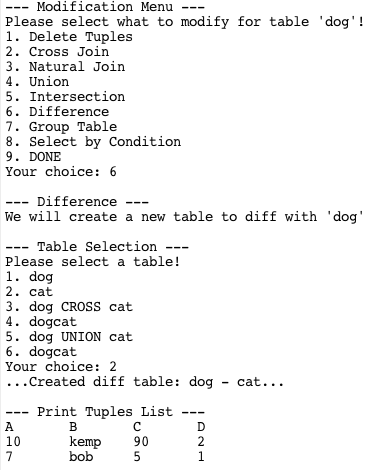 --- Modification Menu ---
Please select what to modify for table 'dog'!
1. Delete Tuples
2. Cross Join
3. Natural Join
4. Union
5. Intersection
6. Difference
7. Group Table
8. Select by Condition
9. DONE
Your choice: 6

--- Difference ---
We will create a new table to diff with 'dog'

--- Table Selection ---
Please select a table!
1. dog
2. cat
3. dog CROSS cat
4. dogcat
5. dog UNION cat
6. dogcat
Your choice: 2
...Created diff table: dog - cat...

--- Print Tuples List ---
A B C D
10 kemp 90 2
7 bob 5 1